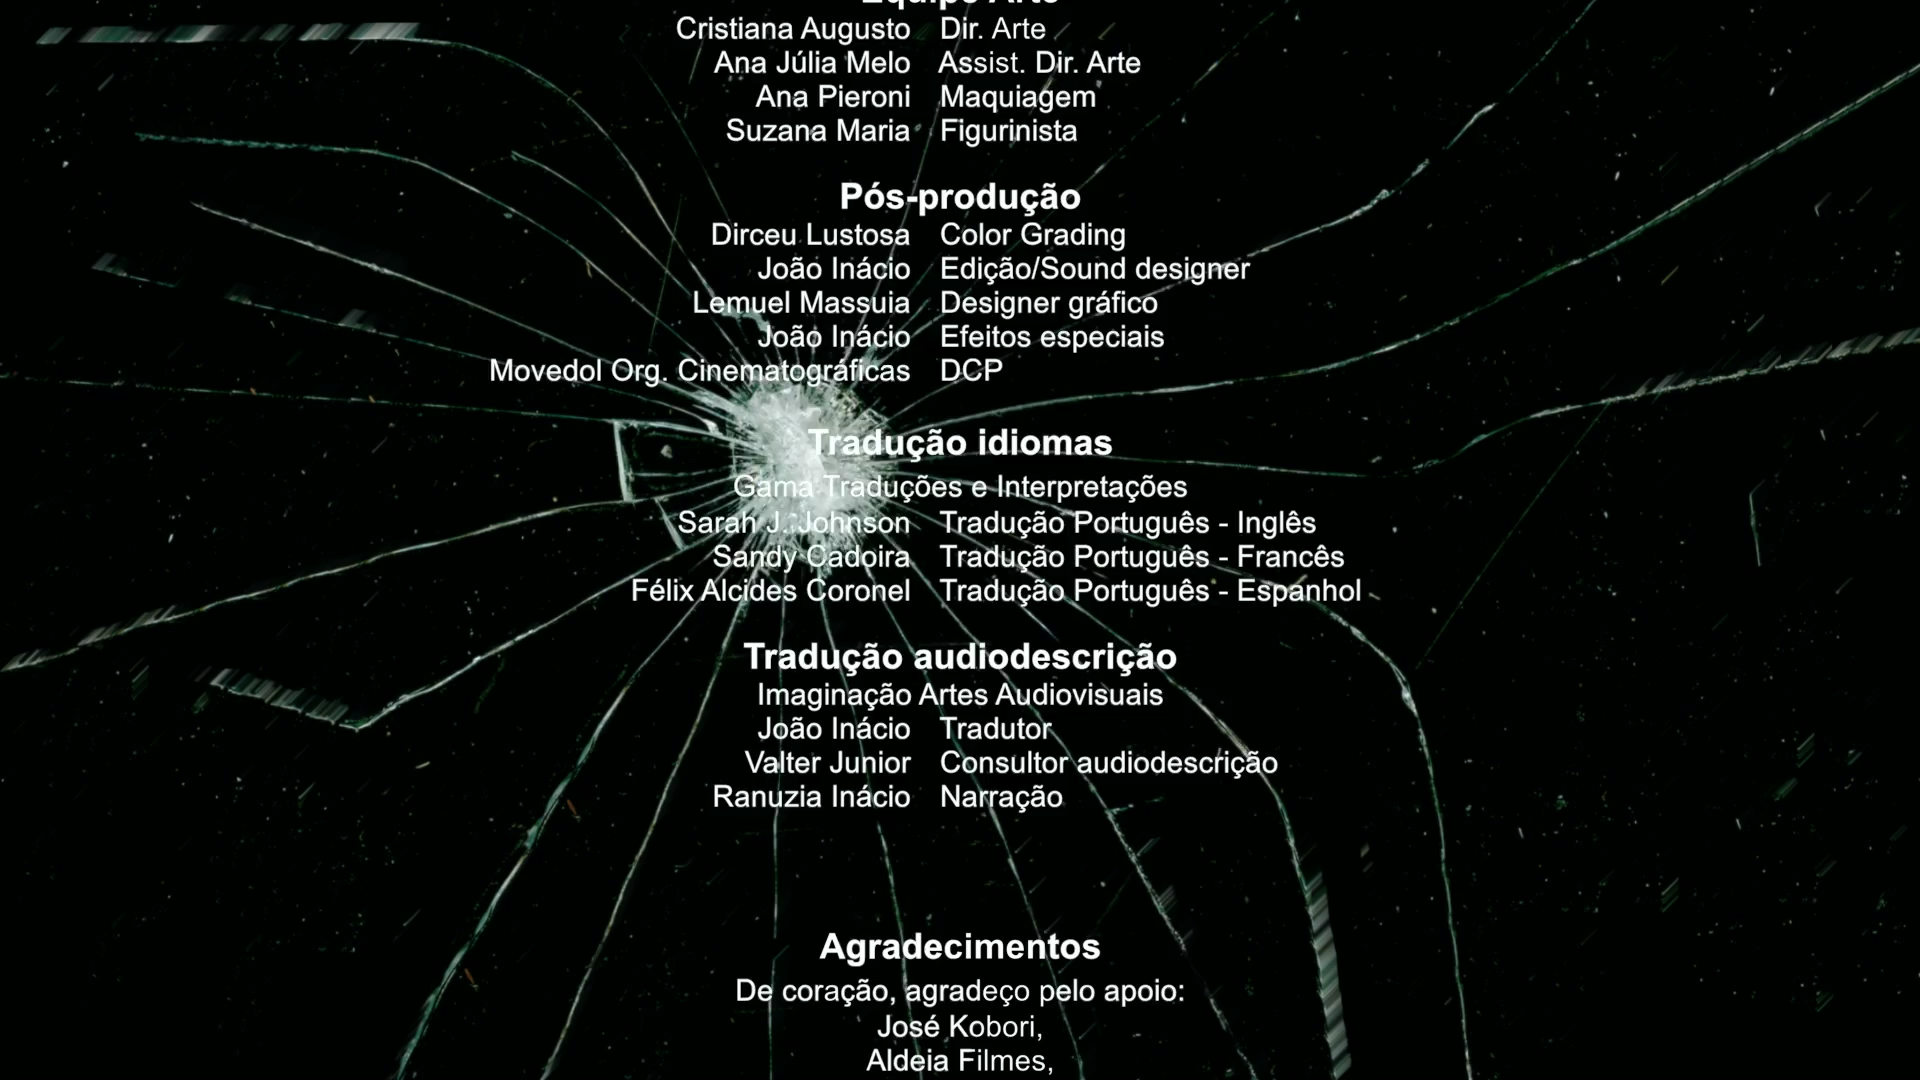 Equipe Arte
Cristiana Augusto Dir. Arte
Ana Júlia Melo Assist. Dir. Arte
Ana Pieroni Maquiagem
Suzana Maria Figurinista
Pós-produção
Dirceu Lustosa Color Grading
João Inácio Edição/Sound designer
Lemuel Massuia Designer gráfico
João Inácio Efeitos especiais
Movedol Org. Cinematográficas DCP
Tradução idiomas
Gama Traduções e Interpretações
Sarah J. Johnson Tradução Português - Inglês
Sandy Cadoira Tradução Português - Francês
Félix Alcides Coronel Tradução Português - Espanhol
Tradução audiodescrição
Imaginação Artes Audiovisuais
João Inácio Tradutor
Valter Junior Consultor audiodescrição
Ranuzia Inácio Narração
Agradecimentos
De coração, agradeço pelo apoio:
José Kobori,
Aldeia Filmes,